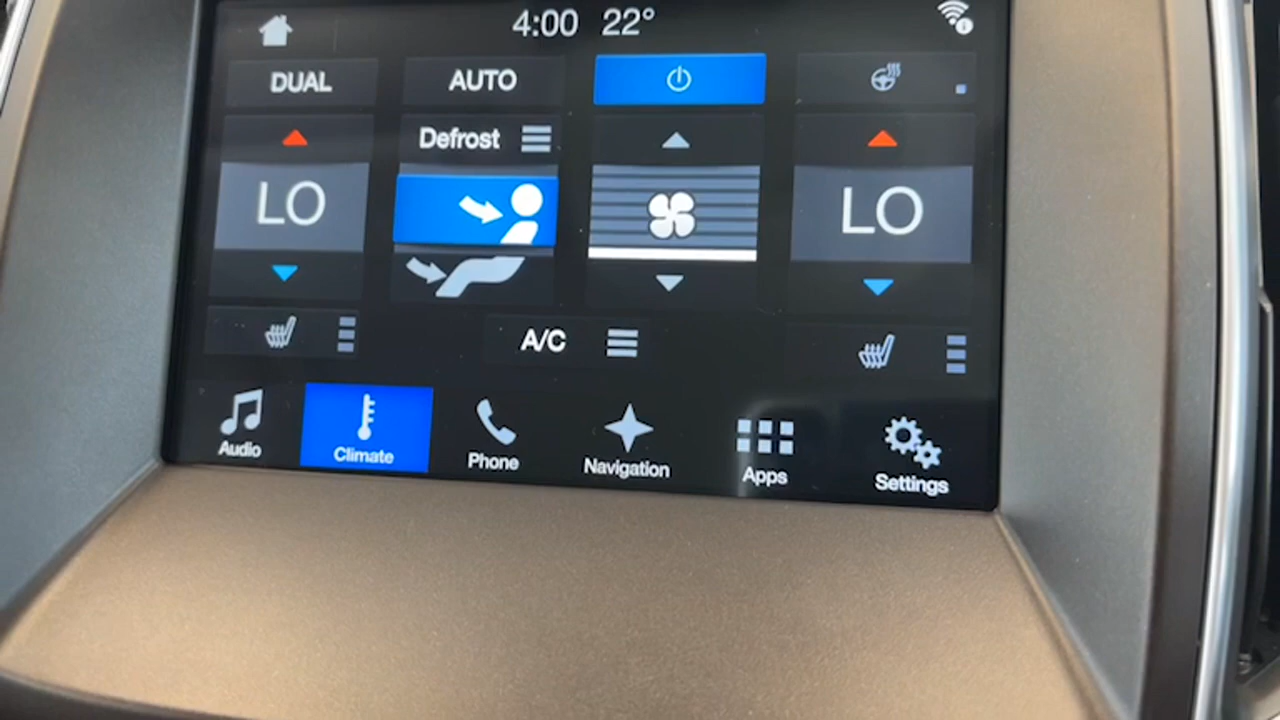 4:00 22°
DUAL AUTO
Defrost
LO LO
A/C
Audio Climate Phone Navigation Apps Settings